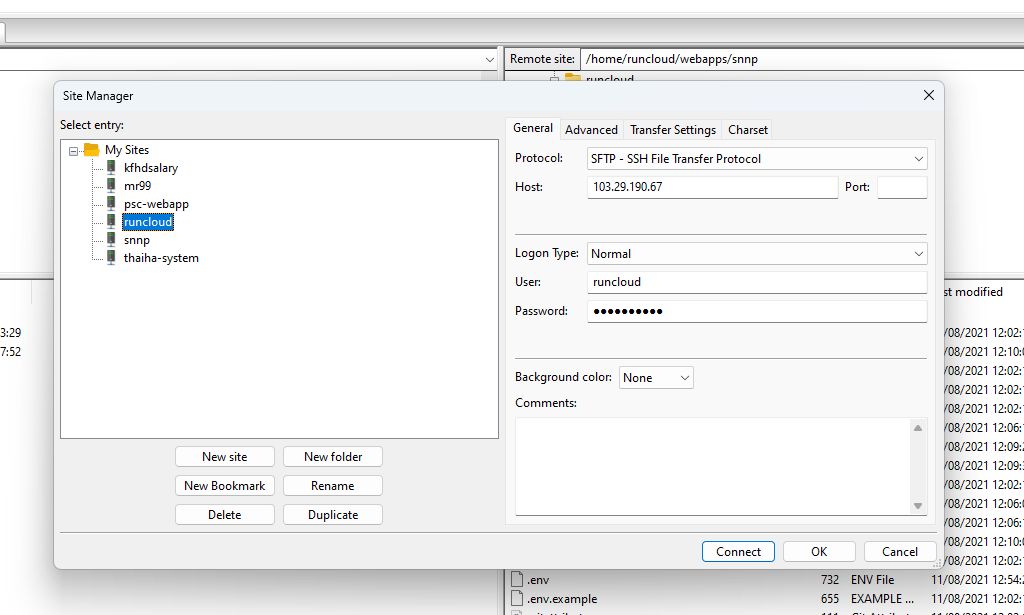 Remote site: /home/runcloud/webapps/snnp
runcloud
Site Manager
Select entry:
My Sites
kfhdsalary
mr99
psc-webapp
runcloud
snnp
thaiha-system
New site New folder
New Bookmark Rename
Delete Duplicate
General Advanced Transfer Settings Charset
Protocol: SFTP - SSH File Transfer Protocol
Host: 103.29.190.67 Port:
Logon Type: Normal
User: runcloud
Password: ●●●●●●●●●●
Background color: None
Comments:
Connect OK Cancel
3:29
7:52
st modified
/08/2021 12:02:
/08/2021 12:10:0
/08/2021 12:02:
/08/2021 12:02:
/08/2021 12:02:
/08/2021 12:06:
/08/2021 12:09:2
/08/2021 12:09:3
/08/2021 12:02:
/08/2021 12:06:0
/08/2021 12:06:
/08/2021 12:10:0
/08/2021 12:02:
.env 732 ENV File 11/08/2021 12:54:2
.env.example 655 EXAMPLE ... 11/08/2021 12:02: